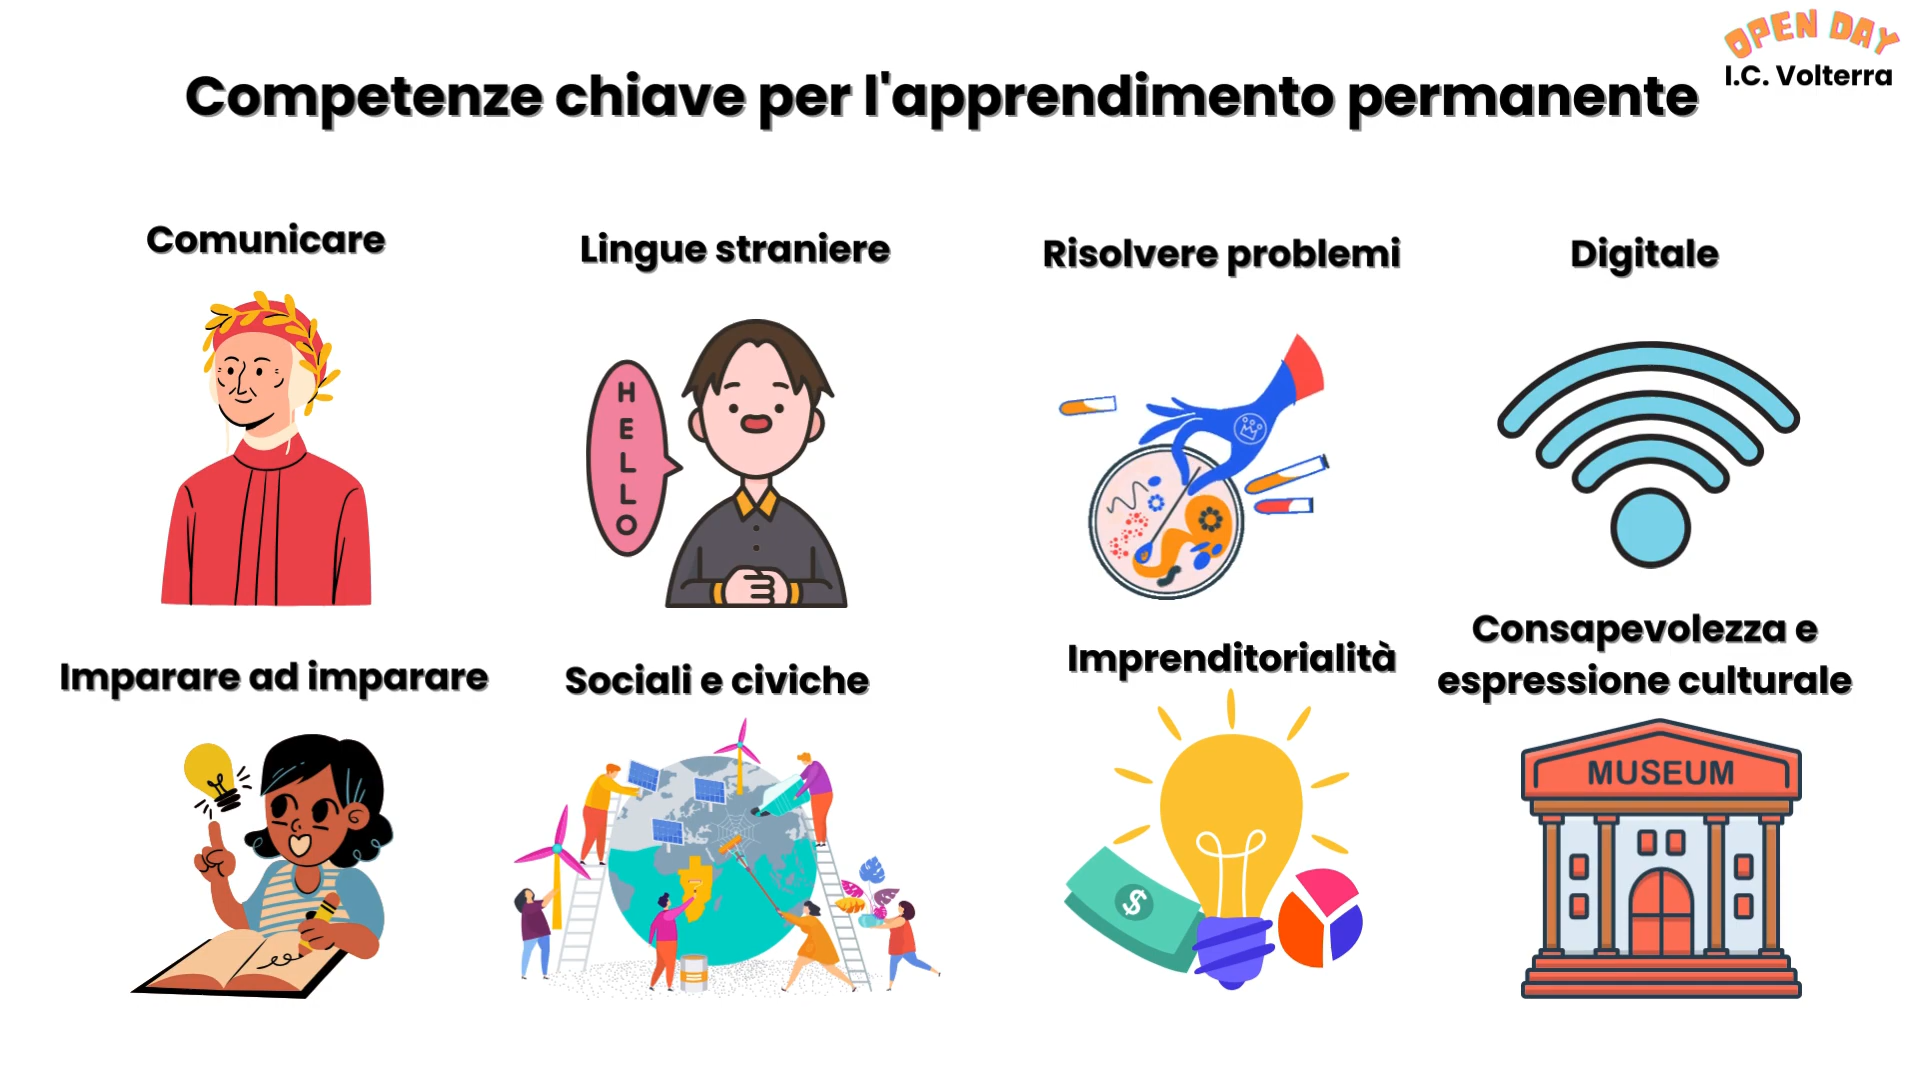 OPEN DAY
I.C. Volterra
Competenze chiave per l'apprendimento permanente
Comunicare
Lingue straniere
Risolvere problemi
Digitale
HELLO
Imparare ad imparare
Sociali e civiche
Imprenditorialità
Consapevolezza e
espressione culturale
$
MUSEUM